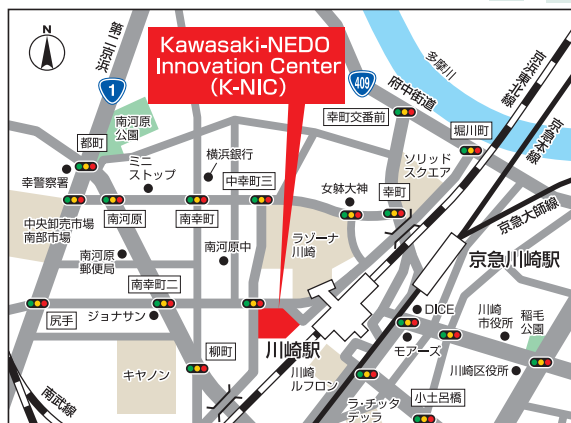 第二京浜
1
Kawasaki-NEDO
Innovation Center
(K-NIC)
409
府中街道
多摩川
京浜東北線
京急本線
南河原
公園
都町
幸町交番前
堀川町
ミニ
ストップ
横浜銀行
ソリッド
スクエア
幸警察署
中幸町三
女躰大神
幸町
京急大師線
中央卸売市場
南部市場
南河原
南幸町
南河原中
ラゾーナ
川崎
京急川崎駅
南河原
郵便局
南幸町二
DICE
川崎
市役所
稲毛
公園
尻手
ジョナサン
川崎駅
モアーズ
柳町
キヤノン
川崎
ルフロン
川崎区役所
南武線
ラ・チッタ
デッラ
小土呂橋
N